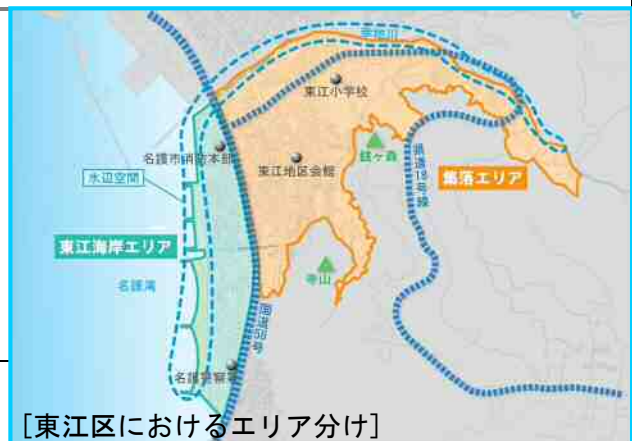 幸地川
東江小学校
名護市消防本部
銭ヶ森
県道18号線
水辺空間
東江地区会館
集落エリア
東江海岸エリア
寺山
名護湾
国道58号
名護警察署
[東江区におけるエリア分け]